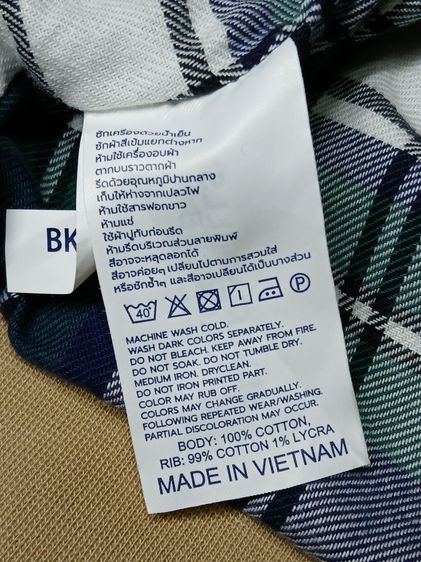 ซักเครื่องด้วยน้ำเย็น
ซักผ้าสีเข้มแยกต่างหาก
ห้ามใช้เครื่องอบผ้า
ตากบนราวตากผ้า
รีดด้วยอุณหภูมิปานกลาง
เก็บให้ห่างจากเปลวไฟ
ห้ามใช้สารฟอกขาว
ห้ามแช่
ใช้ผ้าปูทับก่อนรีด
ห้ามรีดบริเวณส่วนลายพิมพ์
สีอาจจะหลุดลอกได้
สีอาจค่อยๆ เปลี่ยนไปตามการสวมใส่
หรือซักซ้ำๆ และสีอาจเปลี่ยนได้เป็นบางส่วน
BK
40
P
MACHINE WASH COLD.
WASH DARK COLORS SEPARATELY.
DO NOT BLEACH. KEEP AWAY FROM FIRE.
DO NOT SOAK. DO NOT TUMBLE DRY.
MEDIUM IRON. DRYCLEAN.
DO NOT IRON PRINTED PART.
COLOR MAY RUB OFF.
COLORS MAY CHANGE GRADUALLY.
FOLLOWING REPEATED WEAR/WASHING.
PARTIAL DISCOLORATION MAY OCCUR.
BODY: 100% COTTON,
RIB: 99% COTTON 1% LYCRA
MADE IN VIETNAM